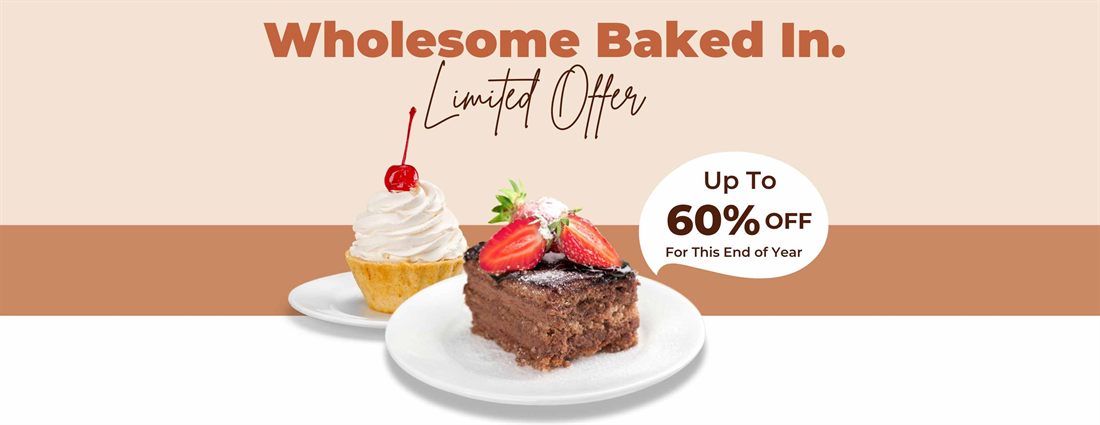 Wholesome Baked In.
Limited Offer
Up To
60% OFF
For This End of Year